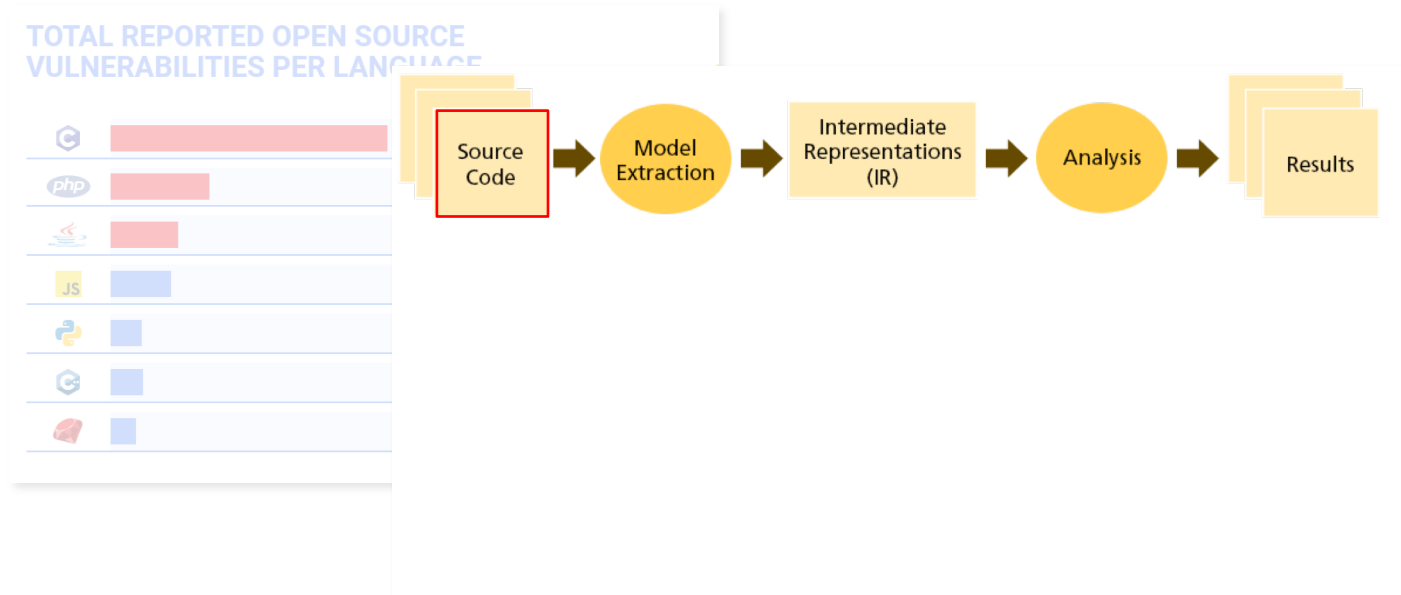 TOTAL REPORTED OPEN SOURCE
VULNERABILITIES PER LANGUAGE
C
php
JS
C
Source
Code
Model
Extraction
Intermediate
Representations
(IR)
Analysis
Results